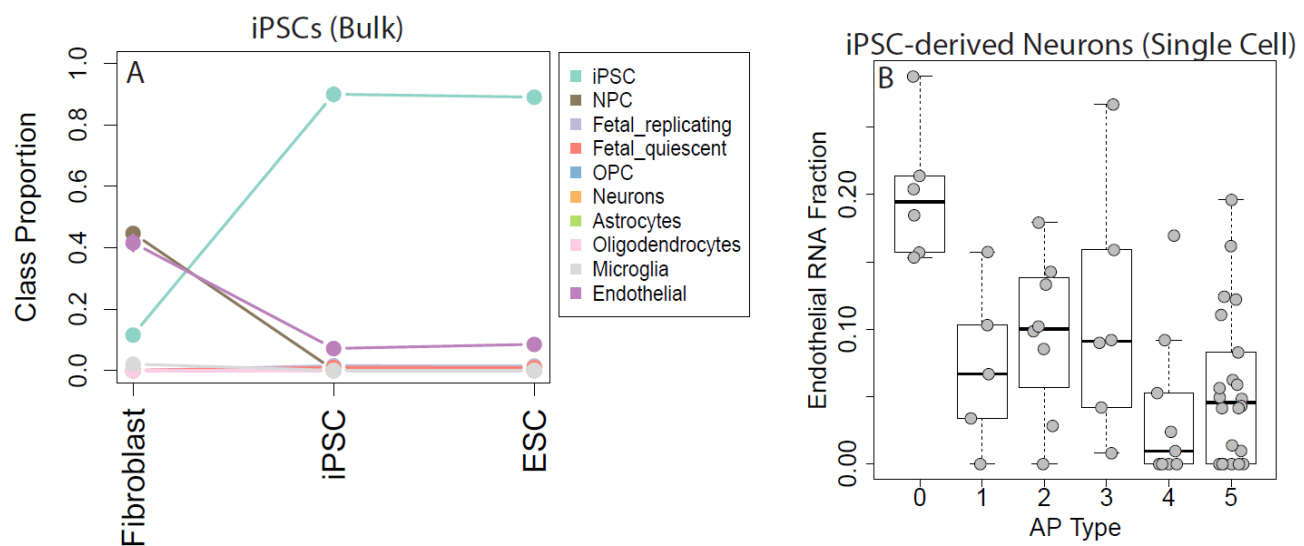 iPSCs (Bulk)
A
Class Proportion
1.0
0.8
0.6
0.4
0.2
0.0
Fibroblast
iPSC
ESC
iPSC
NPC
Fetal_replicating
Fetal_quiescent
OPC
Neurons
Astrocytes
Oligodendrocytes
Microglia
Endothelial
iPSC-derived Neurons (Single Cell)
B
Endothelial RNA Fraction
0.20
0.10
0.00
0 1 2 3 4 5
AP Type